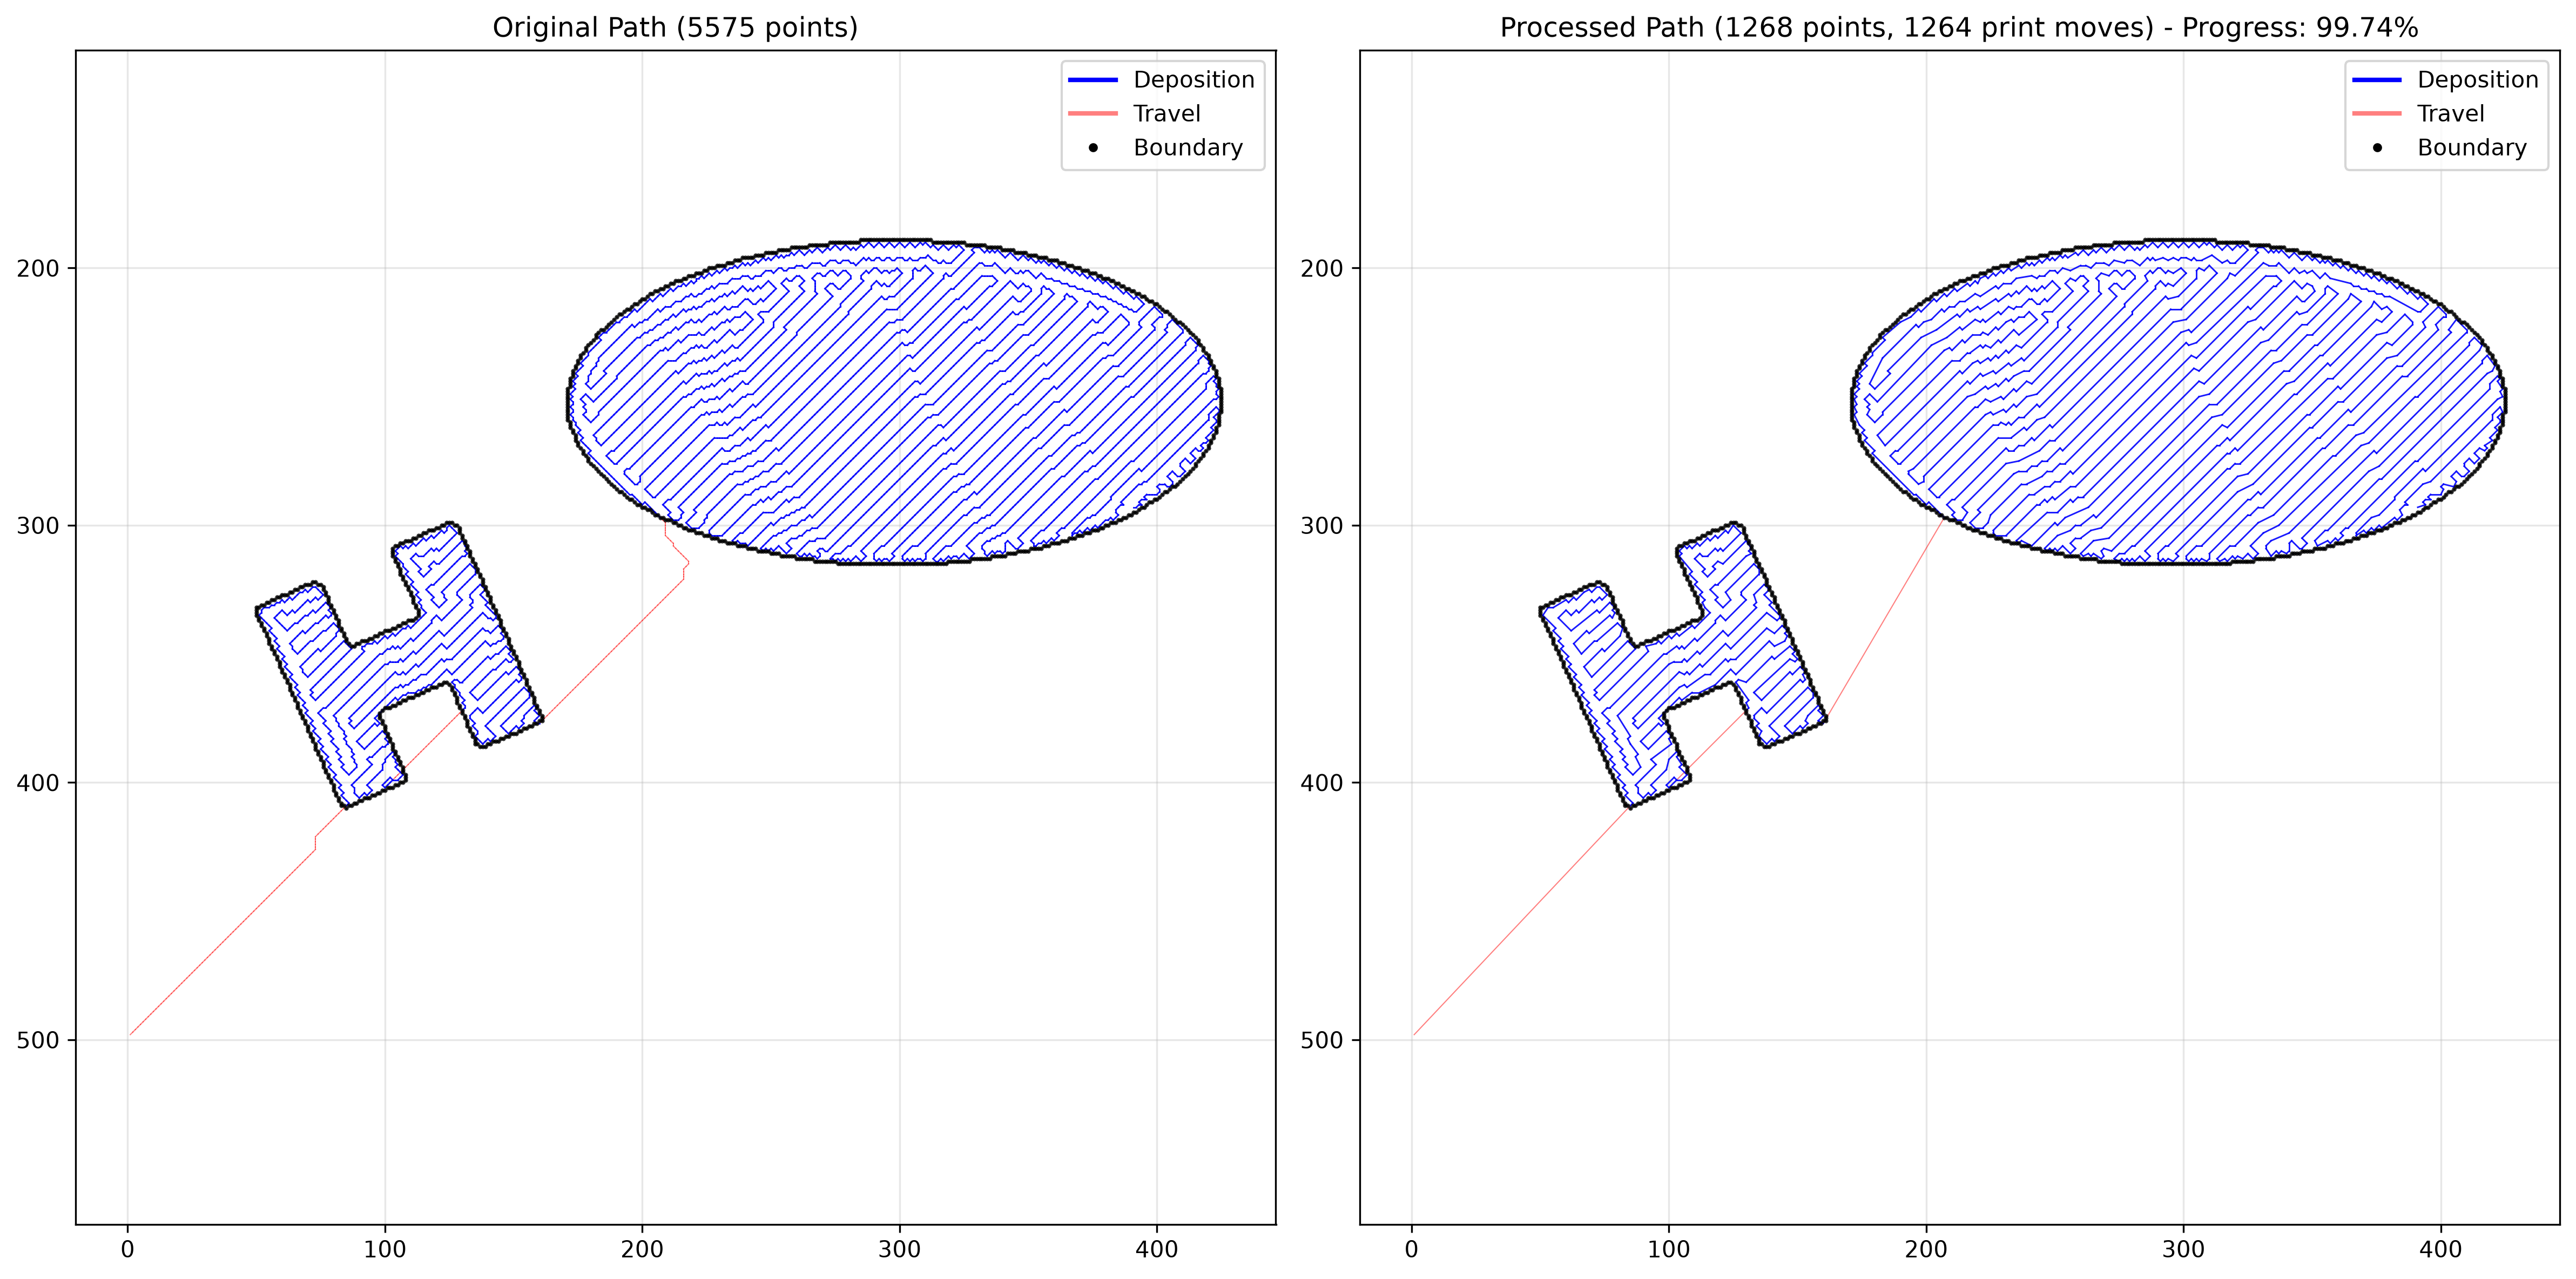 Original Path (5575 points)
Deposition
Travel
Boundary
200
300
400
500
0
100
200
300
400
Processed Path (1268 points, 1264 print moves) - Progress: 99.74%
Deposition
Travel
Boundary
200
300
400
500
0
100
200
300
400